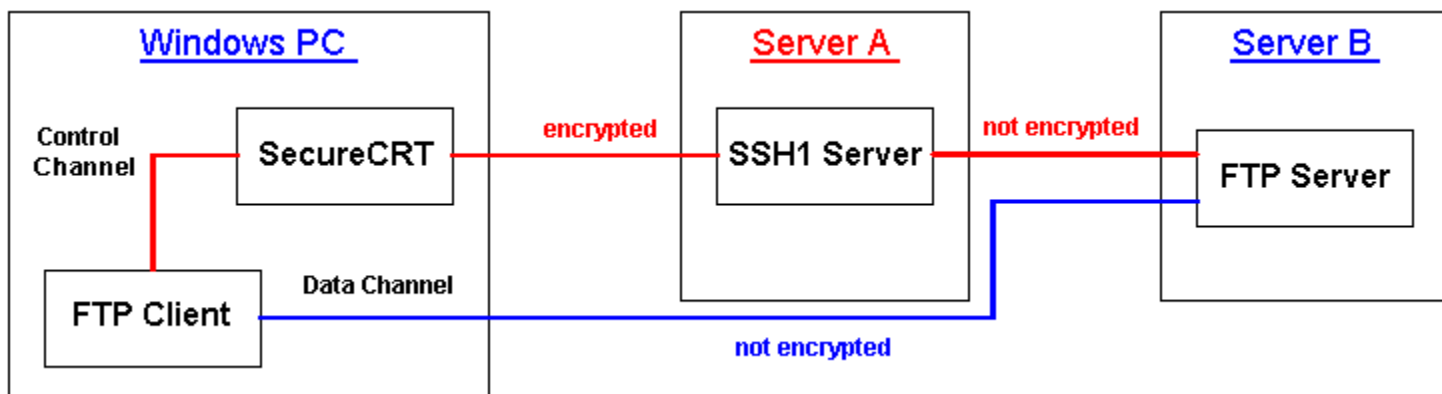 Windows PC
Server A
Server B
Control
Channel
encrypted
not encrypted
SecureCRT
SSH1 Server
FTP Server
Data Channel
FTP Client
not encrypted